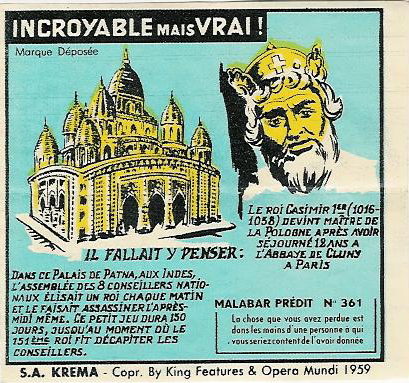 INCROYABLE MAIS VRAI !
Marque Déposée
LE ROI CASIMIR 1ER (1016-
1058) DEVINT MAÎTRE DE
LA POLOGNE APRÈS AVOIR
SÉJOURNÉ 12 ANS A
L'ABBAYE DE CLUNY
A PARIS
IL FALLAIT Y PENSER :
DANS CE PALAIS DE PATNA, AUX INDES,
L'ASSEMBLÉE DES 8 CONSEILLERS NATIO-
NAUX ÉLISAIT UN ROI CHAQUE MATIN
ET LE FAISAIT ASSASSINER L'APRÈS-
MIDI MÊME. CE PETIT JEU DURA 150
JOURS, JUSQU'AU MOMENT OÙ LE
151ème ROI FIT DÉCAPITER LES
CONSEILLERS.
MALABAR PRÉDIT N° 361
La chose que vous avez perdue est
dans les mains d'une personne a qui
vous seriez content de l'avoir donnée
S.A. KREMA - Copr. By King Features & Opera Mundi 1959